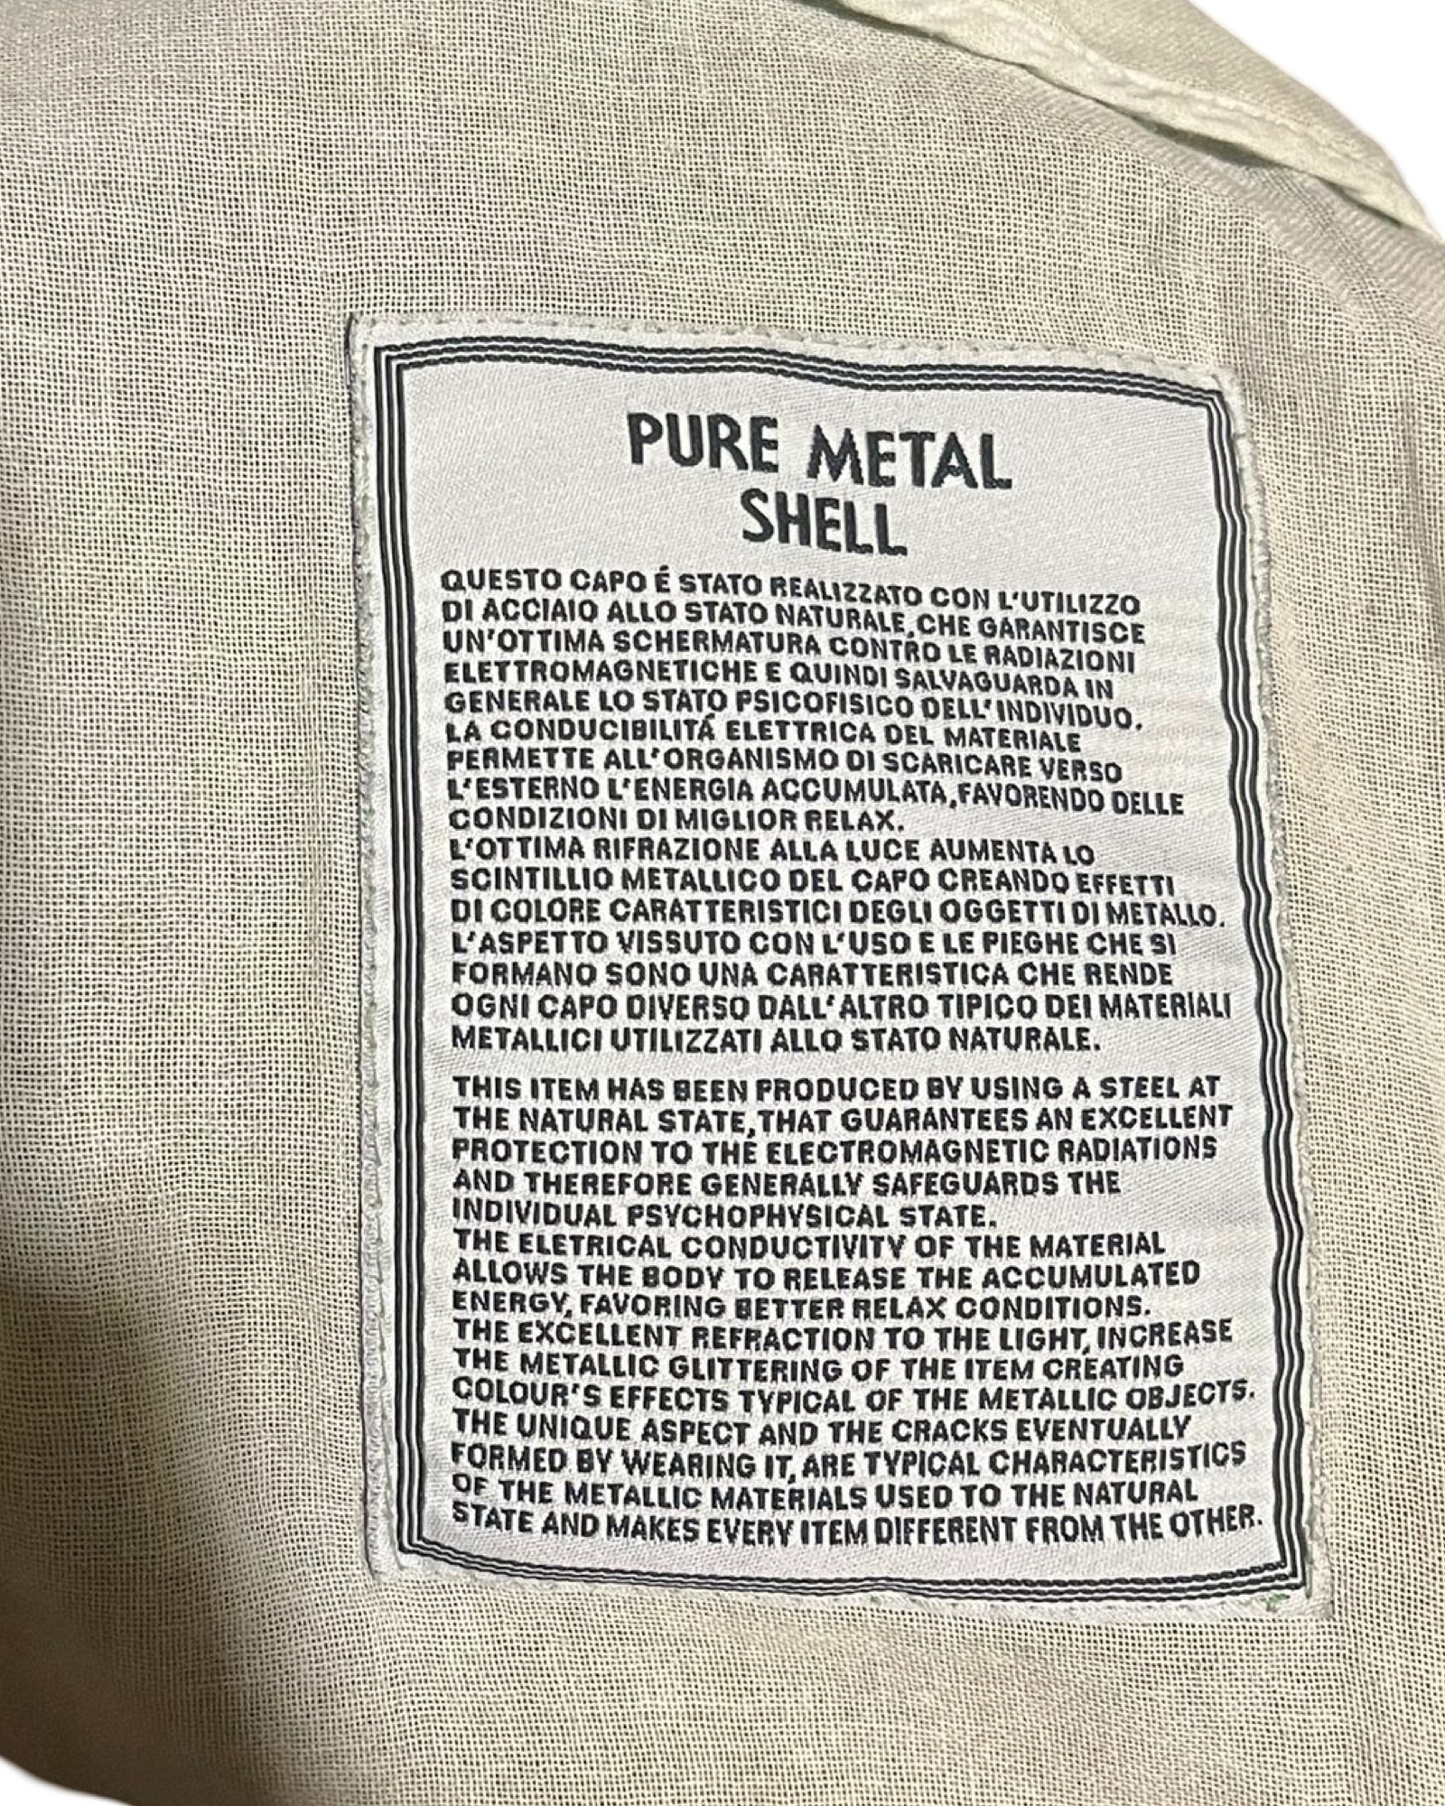 PURE METAL
SHELL
QUESTO CAPO É STATO REALIZZATO CON L'UTILIZZO
DI ACCIAIO ALLO STATO NATURALE, CHE GARANTISCE
UN'OTTIMA SCHERMATURA CONTRO LE RADIAZIONI
ELETTROMAGNETICHE E QUINDI SALVAGUARDA IN
GENERALE LO STATO PSICOFISICO DELL'INDIVIDUO.
LA CONDUCIBILITÁ ELETTRICA DEL MATERIALE
PERMETTE ALL'ORGANISMO DI SCARICARE VERSO
L'ESTERNO L'ENERGIA ACCUMULATA, FAVORENDO DELLE
CONDIZIONI DI MIGLIOR RELAX.
L'OTTIMA RIFRAZIONE ALLA LUCE AUMENTA LO
SCINTILLIO METALLICO DEL CAPO CREANDO EFFETTI
DI COLORE CARATTERISTICI DEGLI OGGETTI DI METALLO.
L'ASPETTO VISSUTO CON L'USO E LE PIEGHE CHE SI
FORMANO SONO UNA CARATTERISTICA CHE RENDE
OGNI CAPO DIVERSO DALL'ALTRO TIPICO DEI MATERIALI
METALLICI UTILIZZATI ALLO STATO NATURALE.
THIS ITEM HAS BEEN PRODUCED BY USING A STEEL AT
THE NATURAL STATE, THAT GUARANTEES AN EXCELLENT
PROTECTION TO THE ELECTROMAGNETIC RADIATIONS
AND THEREFORE GENERALLY SAFEGUARDS THE
INDIVIDUAL PSYCHOPHYSICAL STATE.
THE ELETRICAL CONDUCTIVITY OF THE MATERIAL
ALLOWS THE BODY TO RELEASE THE ACCUMULATED
ENERGY, FAVORING BETTER RELAX CONDITIONS.
THE EXCELLENT REFRACTION TO THE LIGHT, INCREASE
THE METALLIC GLITTERING OF THE ITEM CREATING
COLOUR'S EFFECTS TYPICAL OF THE METALLIC OBJECTS.
THE UNIQUE ASPECT AND THE CRACKS EVENTUALLY
FORMED BY WEARING IT, ARE TYPICAL CHARACTERISTICS
OF THE METALLIC MATERIALS USED TO THE NATURAL
STATE AND MAKES EVERY ITEM DIFFERENT FROM THE OTHER.